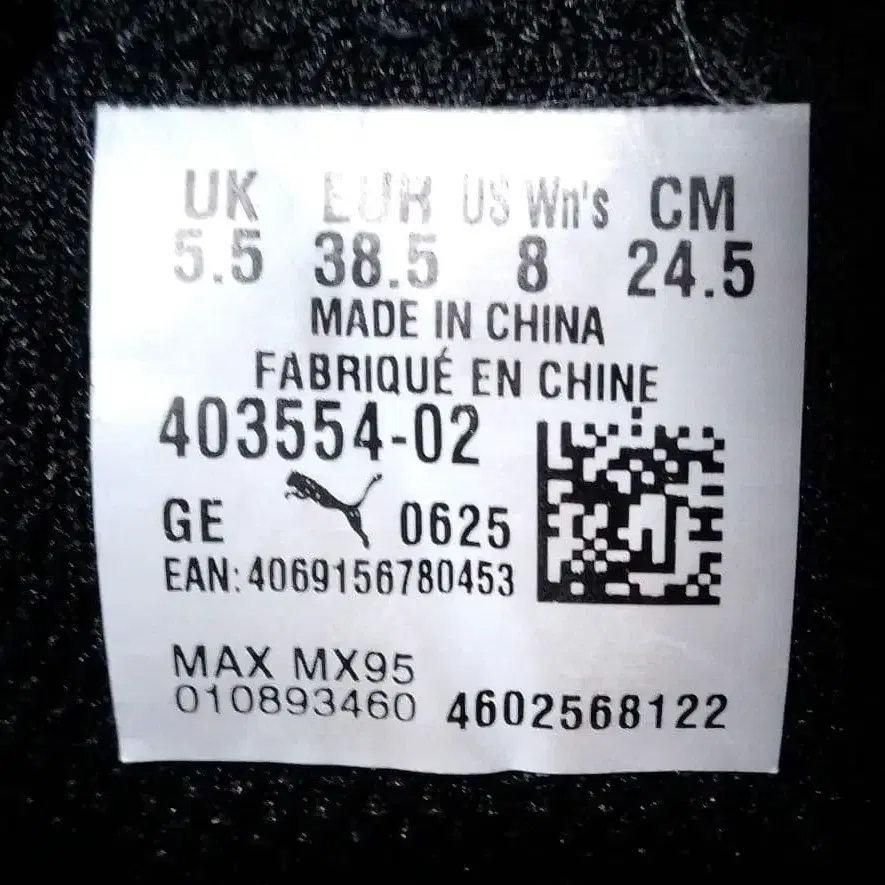 UK EUR US Wn's CM
5.5 38.5 8 24.5
MADE IN CHINA
FABRIQUÉ EN CHINE
403554-02
GE 0625
EAN: 4069156780453
MAX MX95
010893460 4602568122